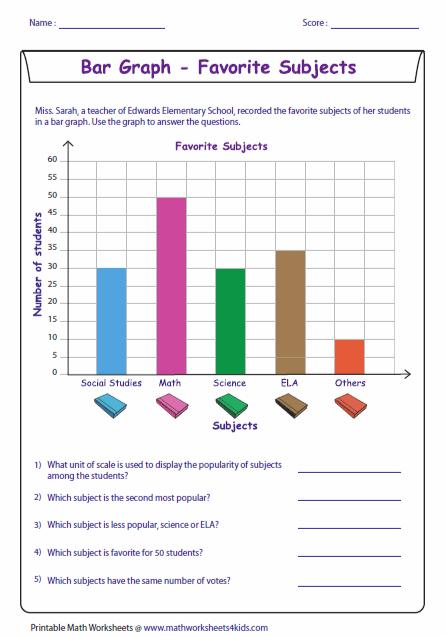 Name :
Score :
Bar Graph - Favorite Subjects
Miss. Sarah, a teacher of Edwards Elementary School, recorded the favorite subjects of her students
in a bar graph. Use the graph to answer the questions.
Favorite Subjects
Number of students
60
55
50
45
40
35
30
25
20
15
10
5
0
Social Studies Math Science ELA Others
Subjects
1) What unit of scale is used to display the popularity of subjects
among the students?
2) Which subject is the second most popular?
3) Which subject is less popular, science or ELA?
4) Which subject is favorite for 50 students?
5) Which subjects have the same number of votes?
Printable Math Worksheets @ www.mathworksheets4kids.com